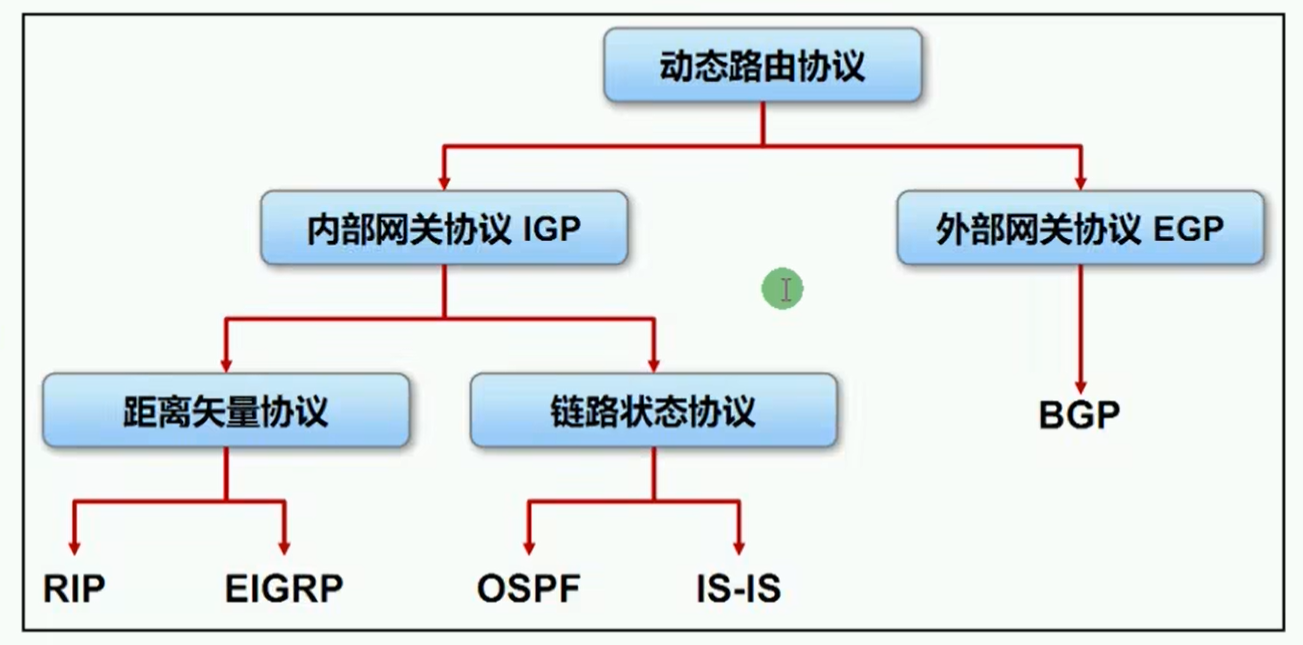 动态路由协议
内部网关协议 IGP
外部网关协议 EGP
距离矢量协议
链路状态协议
BGP
RIP
EIGRP
OSPF
IS-IS